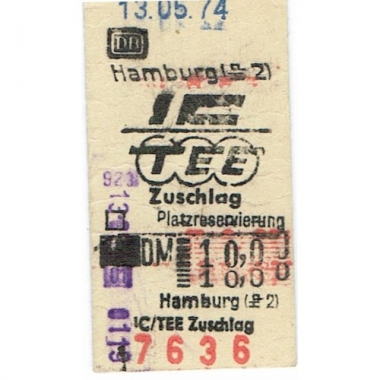 13.05.74
DB
Hamburg (2)
IC
TEE
Zuschlag
Platzreservierung
DM 10,00
10,00
Hamburg (2)
IC/TEE Zuschlag
7636